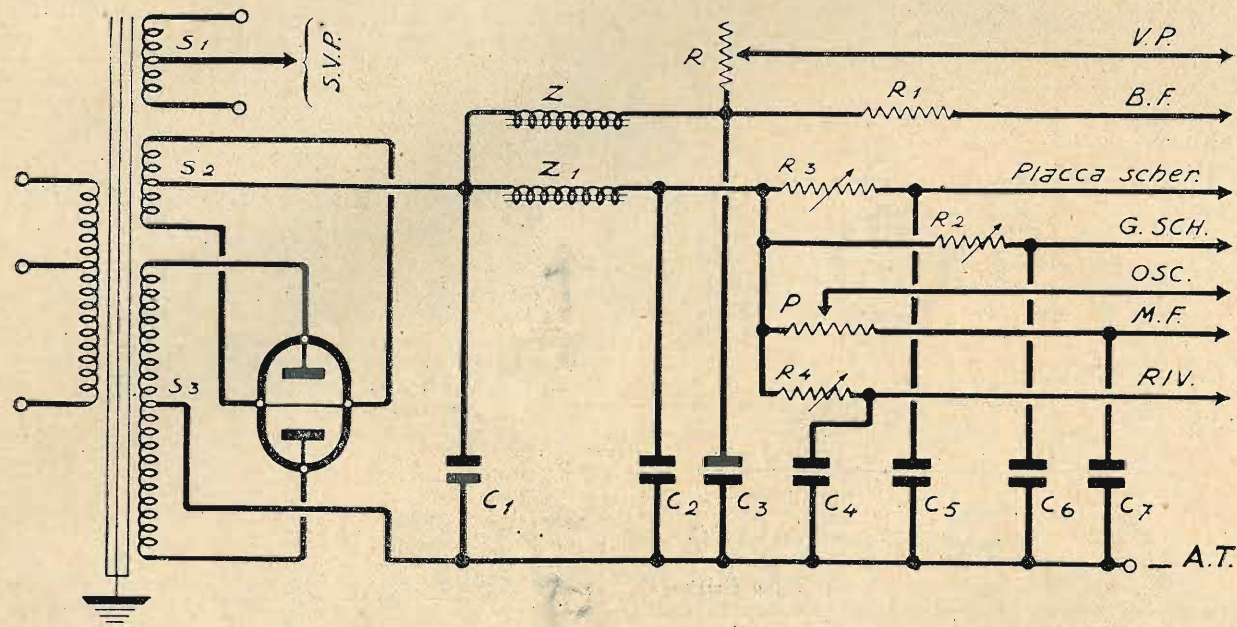 S1
S.V.P.
R
V.P.
Z
R1
B.F.
S2
Z1
R3
Placca scher.
R2
G. SCH.
OSC.
P
M.F.
S3
R4
RIV.
C1
C2
C3
C4
C5
C6
C7
— A.T.